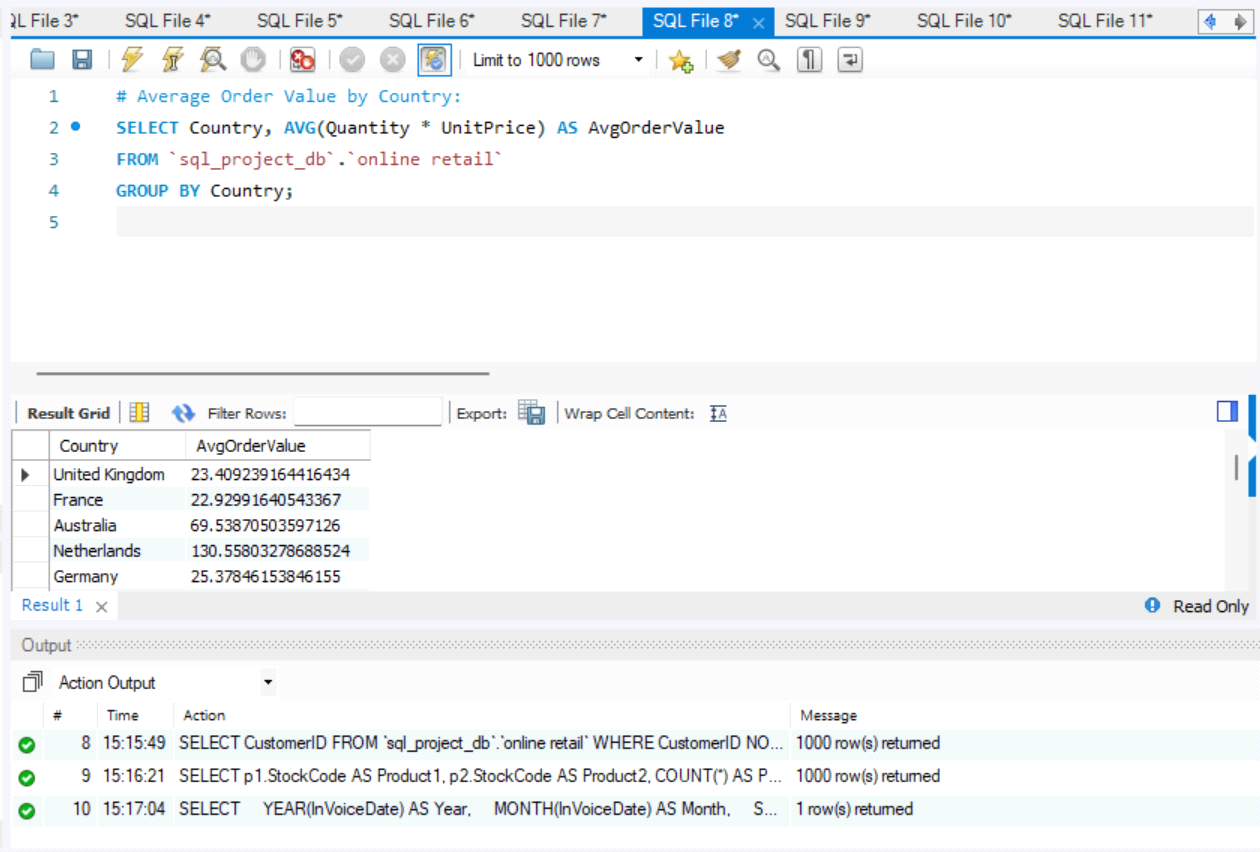 QL File 3* SQL File 4* SQL File 5* SQL File 6* SQL File 7* SQL File 8* SQL File 9* SQL File 10* SQL File 11*
Limit to 1000 rows
1 # Average Order Value by Country:
2 SELECT Country, AVG(Quantity * UnitPrice) AS AvgOrderValue
3 FROM `sql_project_db`.`online retail`
4 GROUP BY Country;
5
Result Grid Filter Rows: Export: Wrap Cell Content:
Country AvgOrderValue
United Kingdom 23.409239164416434
France 22.92991640543367
Australia 69.53870503597126
Netherlands 130.55803278688524
Germany 25.37846153846155
Result 1 Read Only
Output
Action Output
# Time Action Message
8 15:15:49 SELECT CustomerID FROM `sql_project_db`.`online retail` WHERE CustomerID NO... 1000 row(s) returned
9 15:16:21 SELECT p1.StockCode AS Product1, p2.StockCode AS Product2, COUNT(*) AS P... 1000 row(s) returned
10 15:17:04 SELECT YEAR(InVoiceDate) AS Year, MONTH(InVoiceDate) AS Month, S... 1 row(s) returned